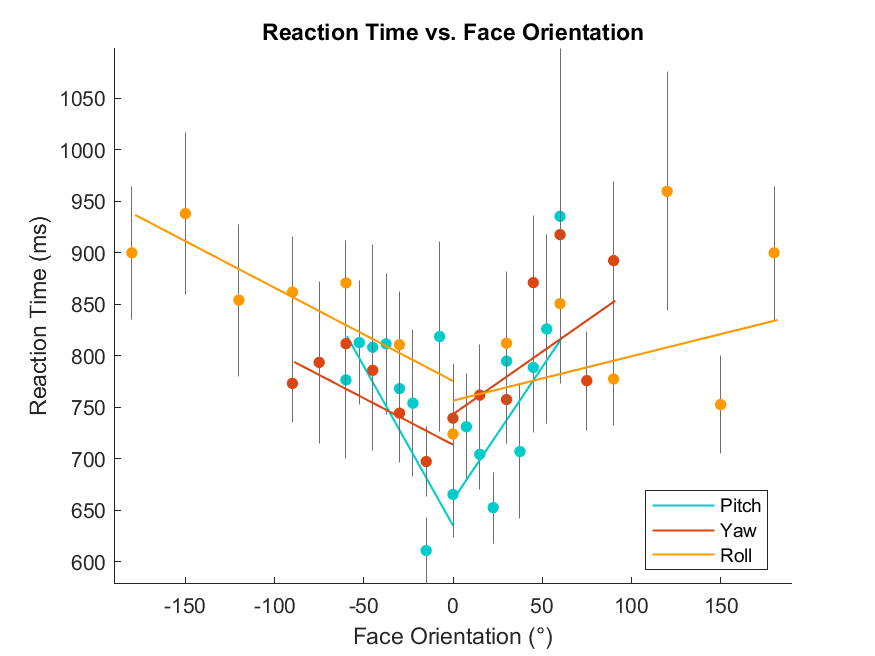 Reaction Time vs. Face Orientation
Reaction Time (ms)
1050
1000
950
900
850
800
750
700
650
600
Pitch
Yaw
Roll
-150 -100 -50 0 50 100 150
Face Orientation (°)